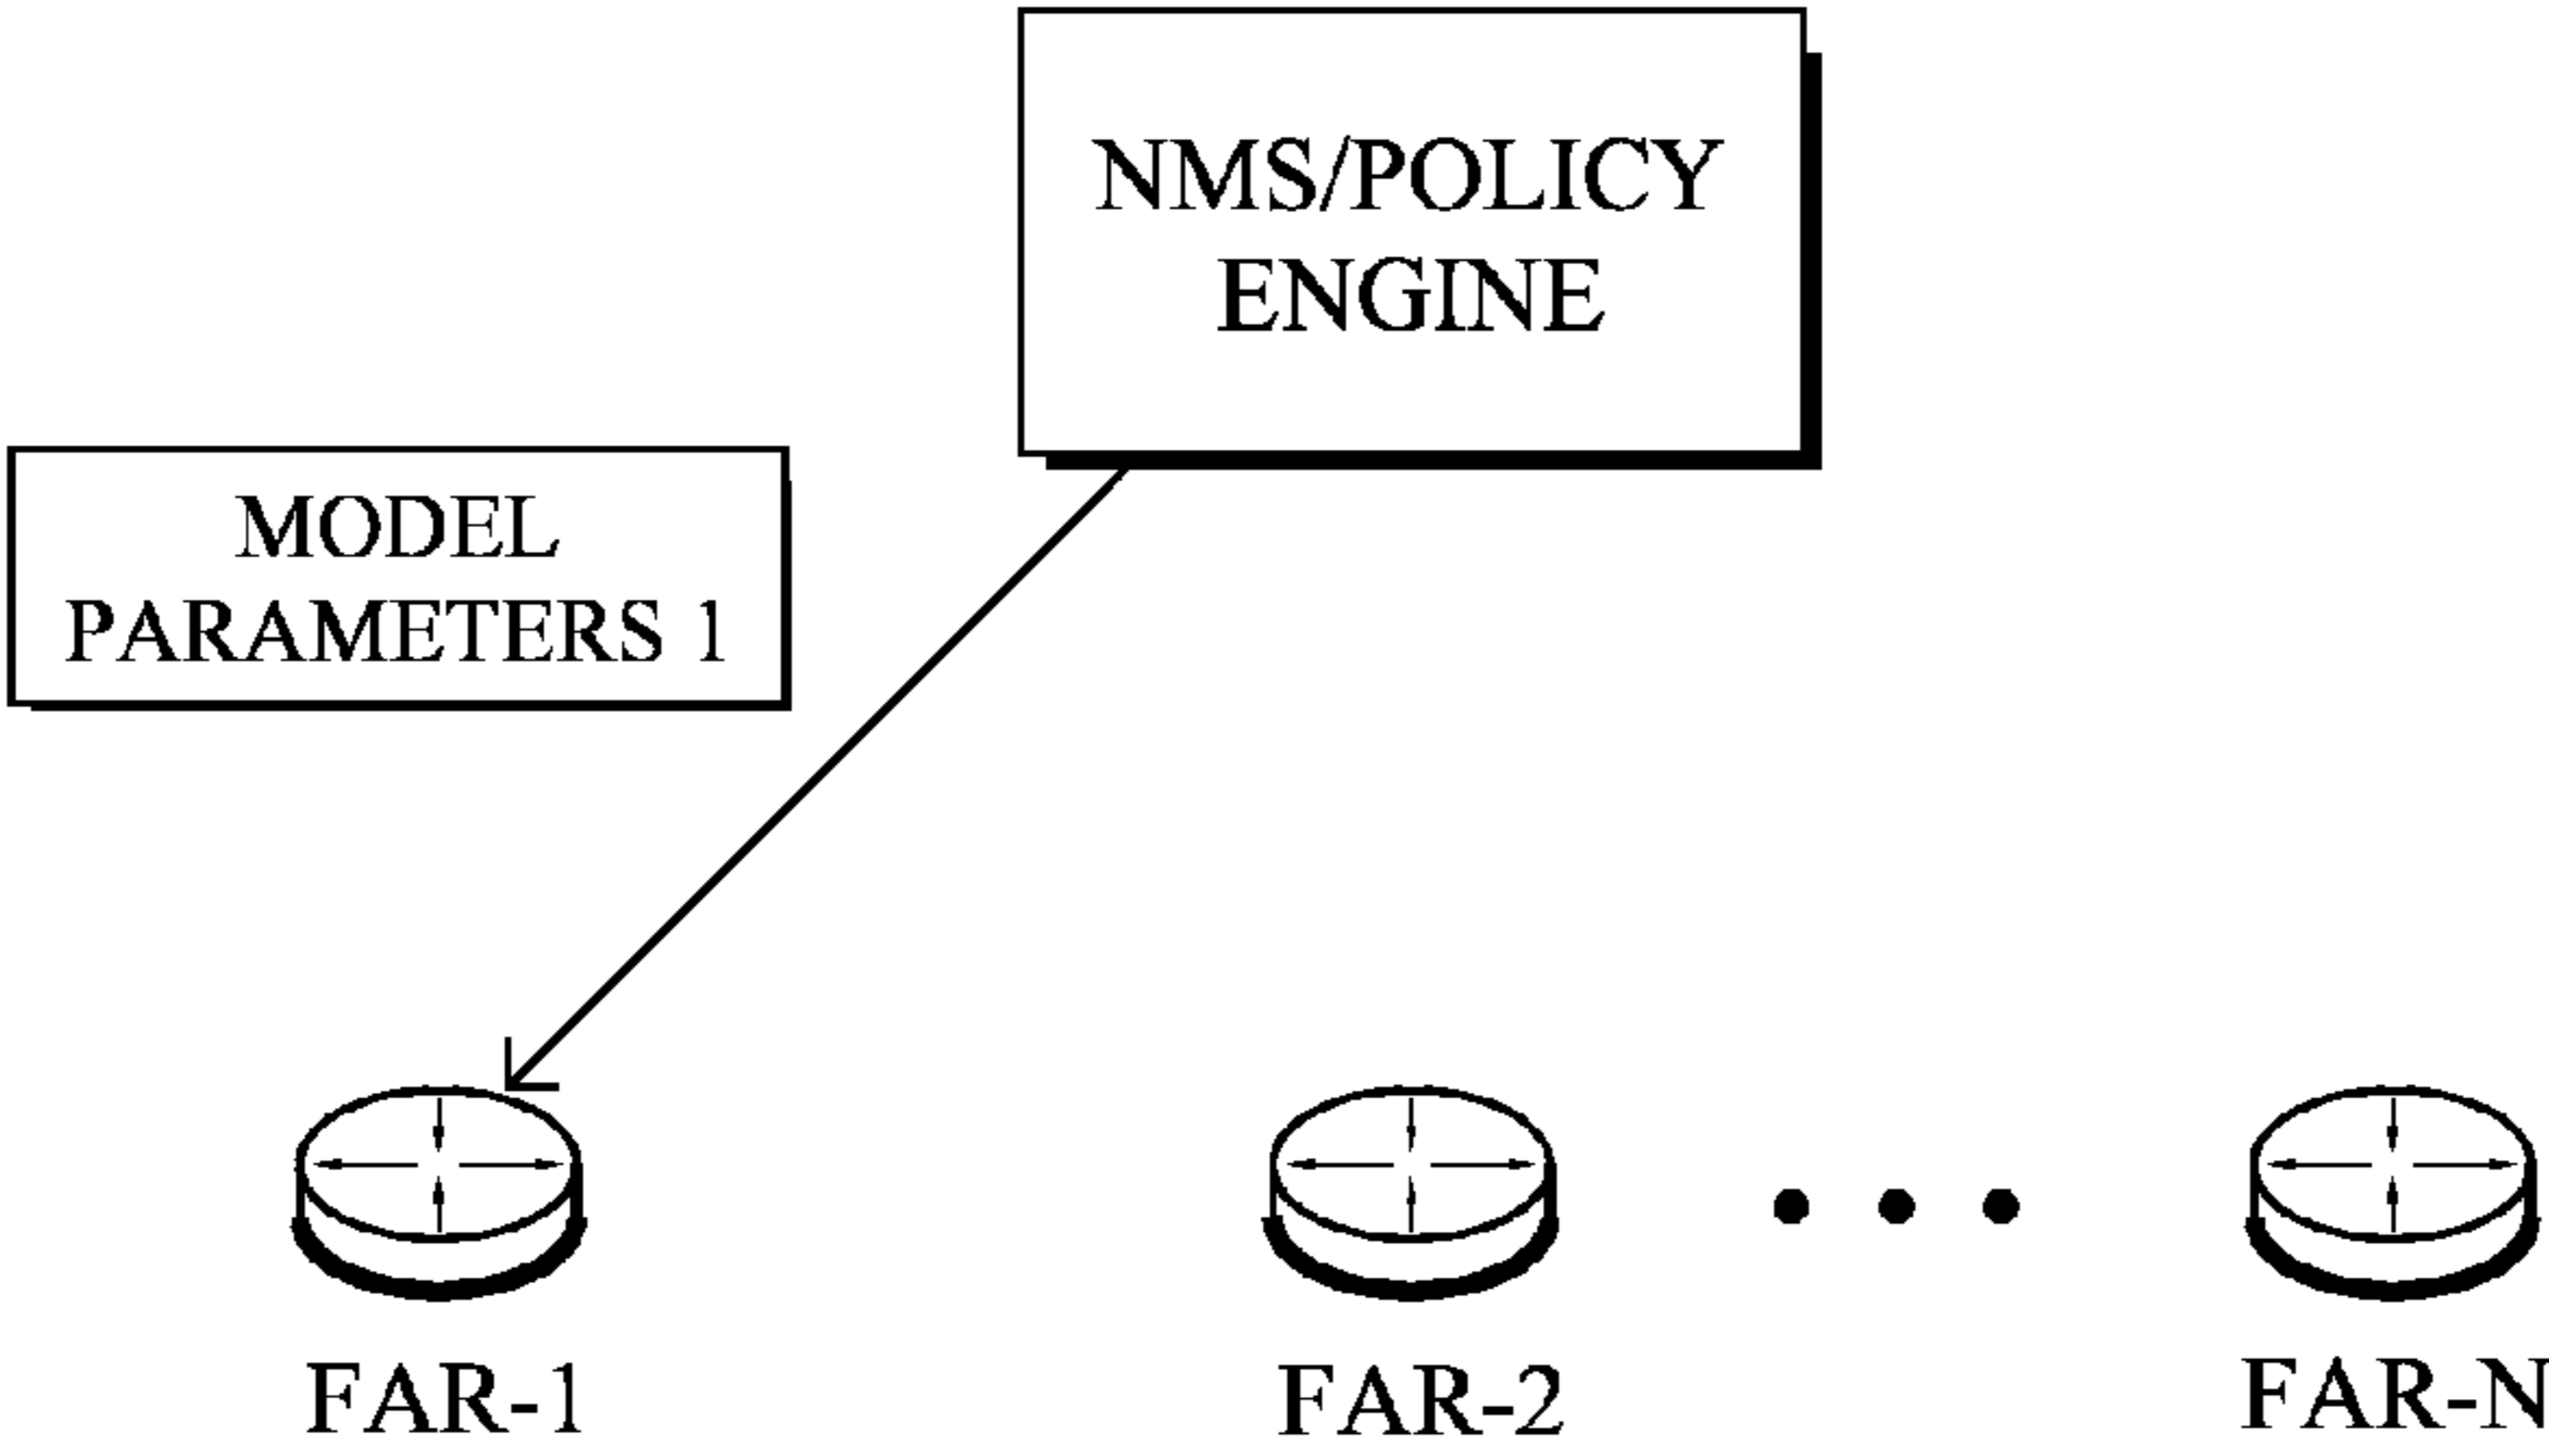 NMS/POLICY
ENGINE
MODEL
PARAMETERS 1
FAR-1
FAR-2
FAR-N